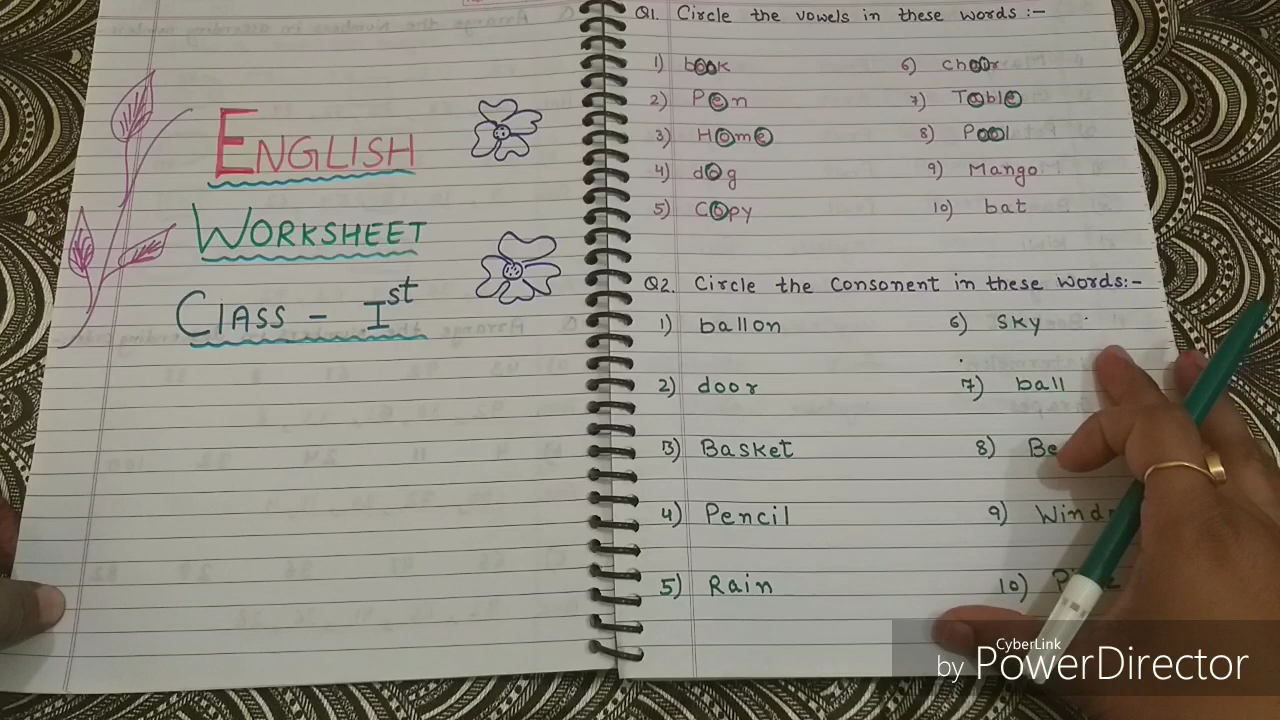 ENGLISH
WORKSHEET
CLASS - Ist
Q1. Circle the vowels in these words :-
1) book
2) Pen
3) Home
4) dog
5) Copy
6) choor
7) Table
8) Pool
9) Mango
10) bat
Q2. Circle the Consonent in these words:-
1) ballon
2) door
3) Basket
4) Pencil
5) Rain
6) Sky
7) ball
8)
9)
10)
CyberLink
by PowerDirector